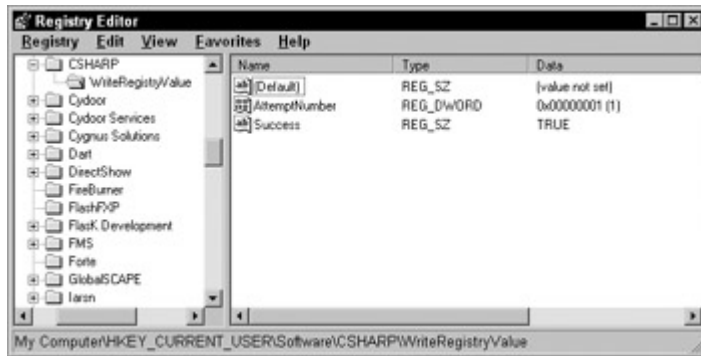 Registry Editor
Registry Edit View Favorites Help
CSHARP
WriteRegistryValue
Cydoor
Cydoor Services
Cygnus Solutions
Dart
DirectShow
FireBurner
FlashFXP
FlasK Development
FMS
Forte
GlobalSCAPE
Iarsn
Name Type Data
(Default) REG_SZ (value not set)
AttemptNumber REG_DWORD 0x00000001 (1)
Success REG_SZ TRUE
My Computer\HKEY_CURRENT_USER\Software\CSHARP\WriteRegistryValue